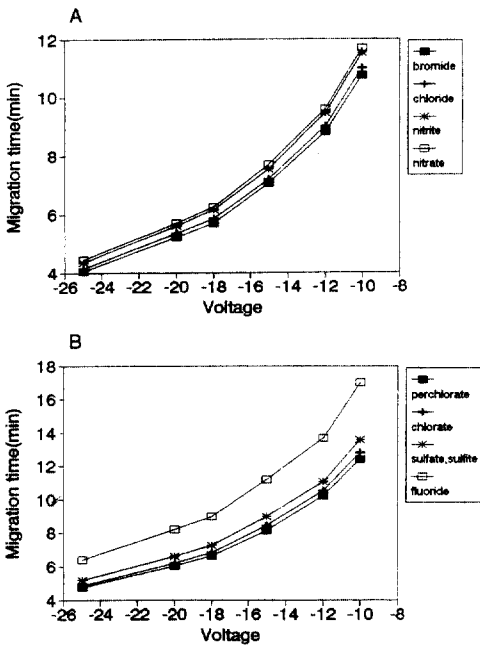 A
12
10
8
6
4
Migration time(min)
-26 -24 -22 -20 -18 -16 -14 -12 -10 -8
Voltage
bromide
chloride
nitrite
nitrate
B
18
16
14
12
10
8
6
4
Migration time(min)
-26 -24 -22 -20 -18 -16 -14 -12 -10 -8
Voltage
perchlorate
chlorate
sulfate,sulfite
fluoride